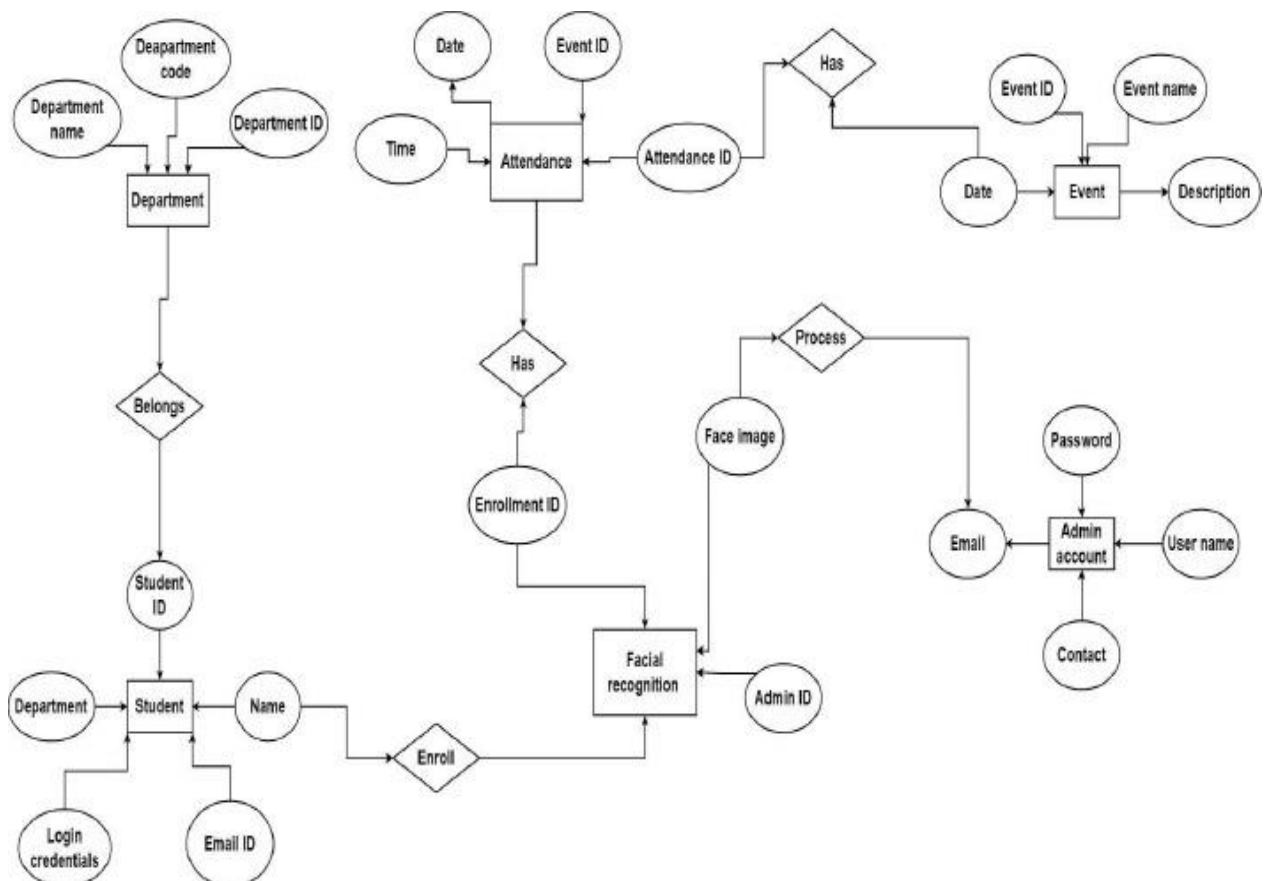 Deapartment
code
Department
name
Department ID
Department
Date
Event ID
Time
Attendance
Attendance ID
Has
Event ID
Event name
Date
Event
Description
Belongs
Has
Process
Enrollment ID
Face image
Password
Email
Admin
account
User name
Contact
Student
ID
Department
Student
Name
Facial
recognition
Admin ID
Enroll
Login
credentials
Email ID